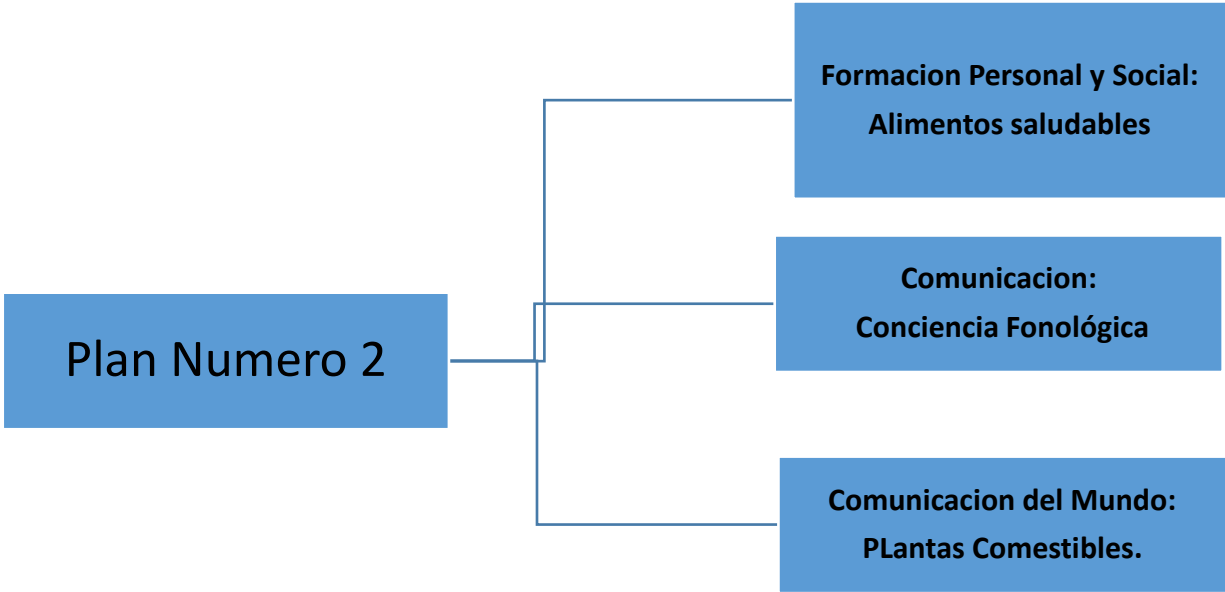 Plan Numero 2
Formacion Personal y Social:
Alimentos saludables
Comunicacion:
Conciencia Fonológica
Comunicacion del Mundo:
PLantas Comestibles.